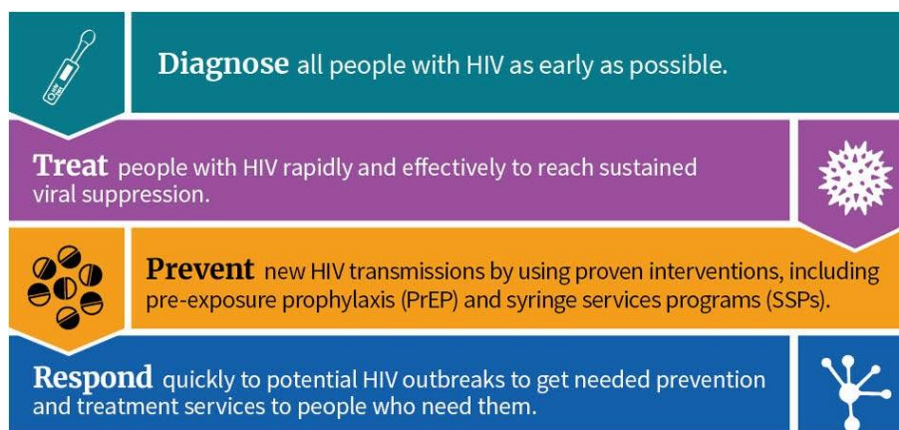 Diagnose all people with HIV as early as possible.
Treat people with HIV rapidly and effectively to reach sustained
viral suppression.
Prevent new HIV transmissions by using proven interventions, including
pre-exposure prophylaxis (PrEP) and syringe services programs (SSPs).
Respond quickly to potential HIV outbreaks to get needed prevention
and treatment services to people who need them.